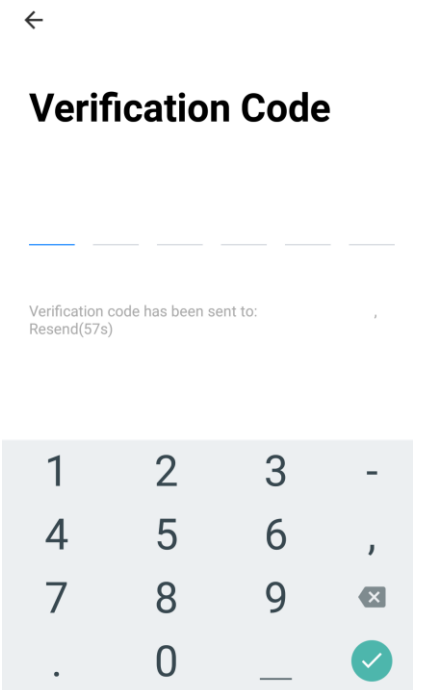 Verification Code
Verification code has been sent to: ,
Resend(57s)
1 2 3 -
4 5 6 ,
7 8 9
. 0 _